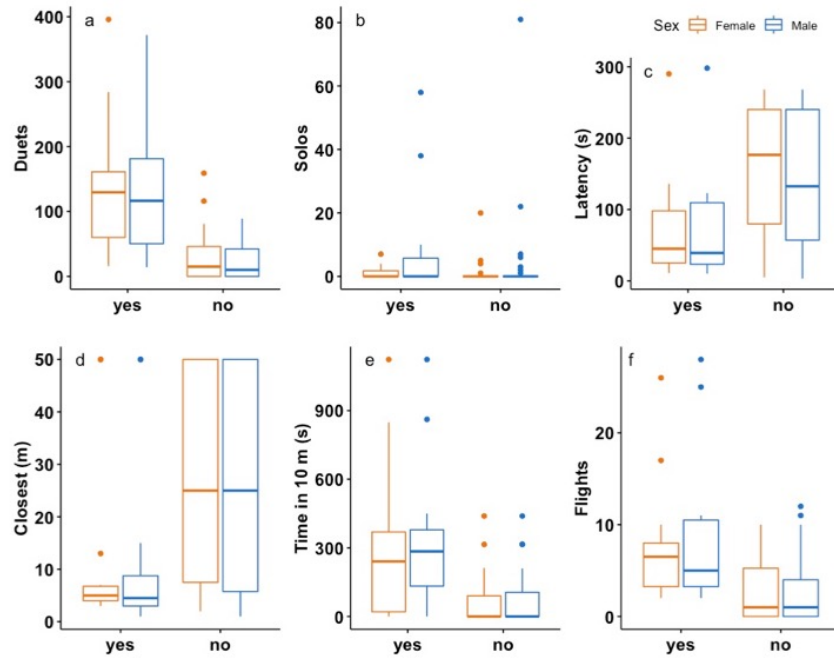 Sex Female Male
a
Duets
400
300
200
100
0
yes no
b
Solos
80
60
40
20
0
yes no
c
Latency (s)
300
200
100
0
yes no
d
Closest (m)
50
40
30
20
10
0
yes no
e
Time in 10 m (s)
900
600
300
0
yes no
f
Flights
20
10
0
yes no